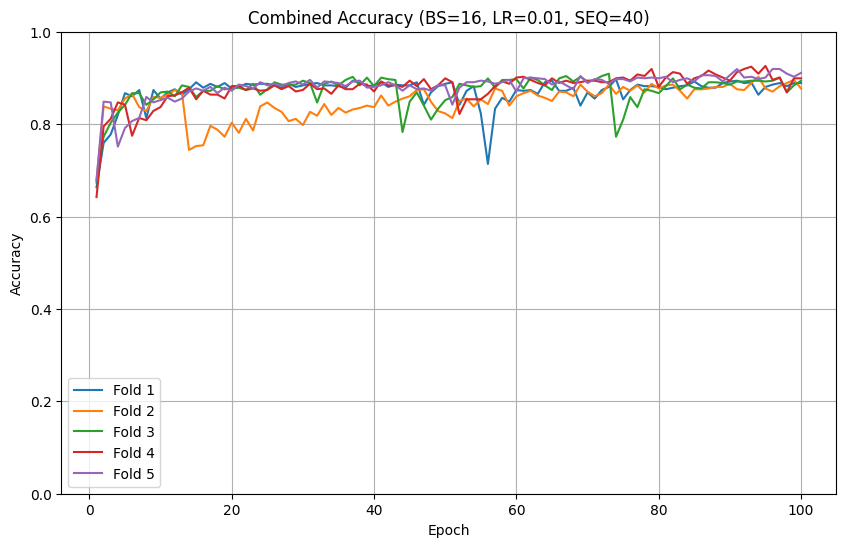 Combined Accuracy (BS=16, LR=0.01, SEQ=40)
1.0
0.8
0.6
0.4
0.2
0.0
Accuracy
Fold 1
Fold 2
Fold 3
Fold 4
Fold 5
0 20 40 60 80 100
Epoch